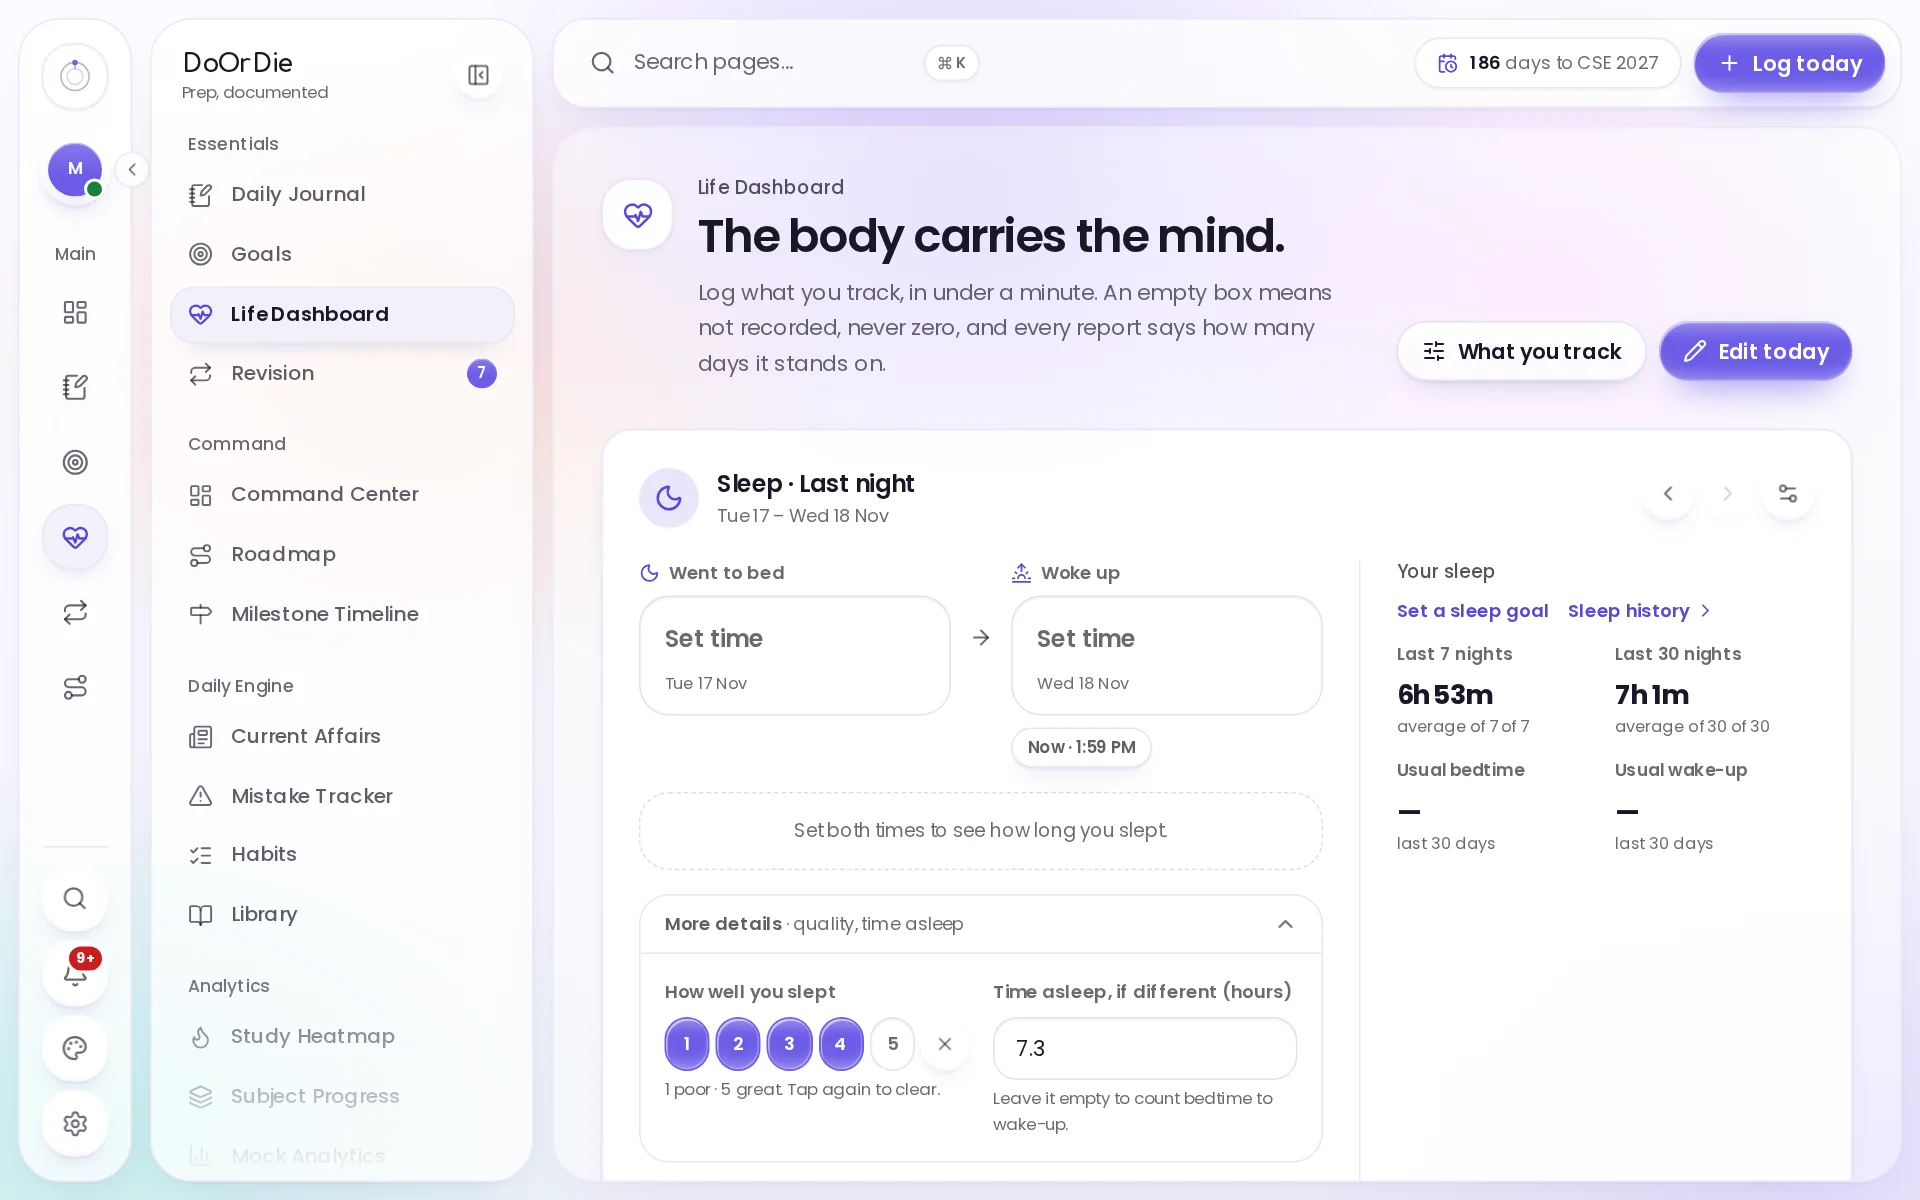 DoOrDie
Prep, documented
M
Main
9+
Essentials
Daily Journal
Goals
Life Dashboard
Revision
7
Command
Command Center
Roadmap
Milestone Timeline
Daily Engine
Current Affairs
Mistake Tracker
Habits
Library
Analytics
Study Heatmap
Subject Progress
Mock Analytics
Search pages...
⌘ K
186 days to CSE 2027
Log today
Life Dashboard
The body carries the mind.
Log what you track, in under a minute. An empty box means
not recorded, never zero, and every report says how many
days it stands on.
What you track
Edit today
Sleep · Last night
Tue 17 – Wed 18 Nov
Went to bed
Set time
Tue 17 Nov
Woke up
Set time
Wed 18 Nov
Now · 1:59 PM
Set both times to see how long you slept.
More details · quality, time asleep
How well you slept
1 2 3 4 5
1 poor · 5 great. Tap again to clear.
Time asleep, if different (hours)
7.3
Leave it empty to count bedtime to
wake-up.
Your sleep
Set a sleep goal
Sleep history
Last 7 nights
6h 53m
average of 7 of 7
Last 30 nights
7h 1m
average of 30 of 30
Usual bedtime
—
last 30 days
Usual wake-up
—
last 30 days